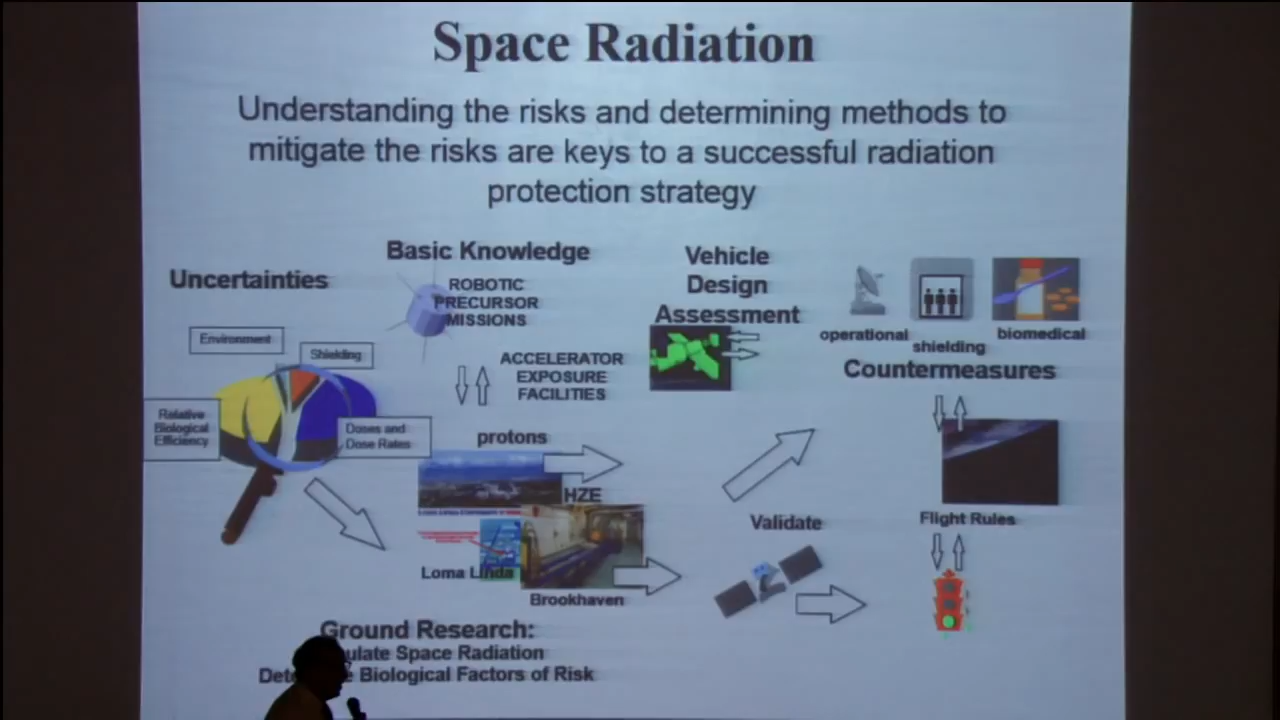 Space Radiation
Understanding the risks and determining methods to
mitigate the risks are keys to a successful radiation
protection strategy
Uncertainties
Environment
Shielding
Relative
Biological
Efficiency
Doses and
Dose Rates
Basic Knowledge
ROBOTIC
PRECURSOR
MISSIONS
ACCELERATOR
EXPOSURE
FACILITIES
protons
HZE
Loma Linda
Brookhaven
Vehicle
Design
Assessment
Validate
operational
shielding
biomedical
Countermeasures
Flight Rules
Ground Research:
Space Radiation
Biological Factors of Risk